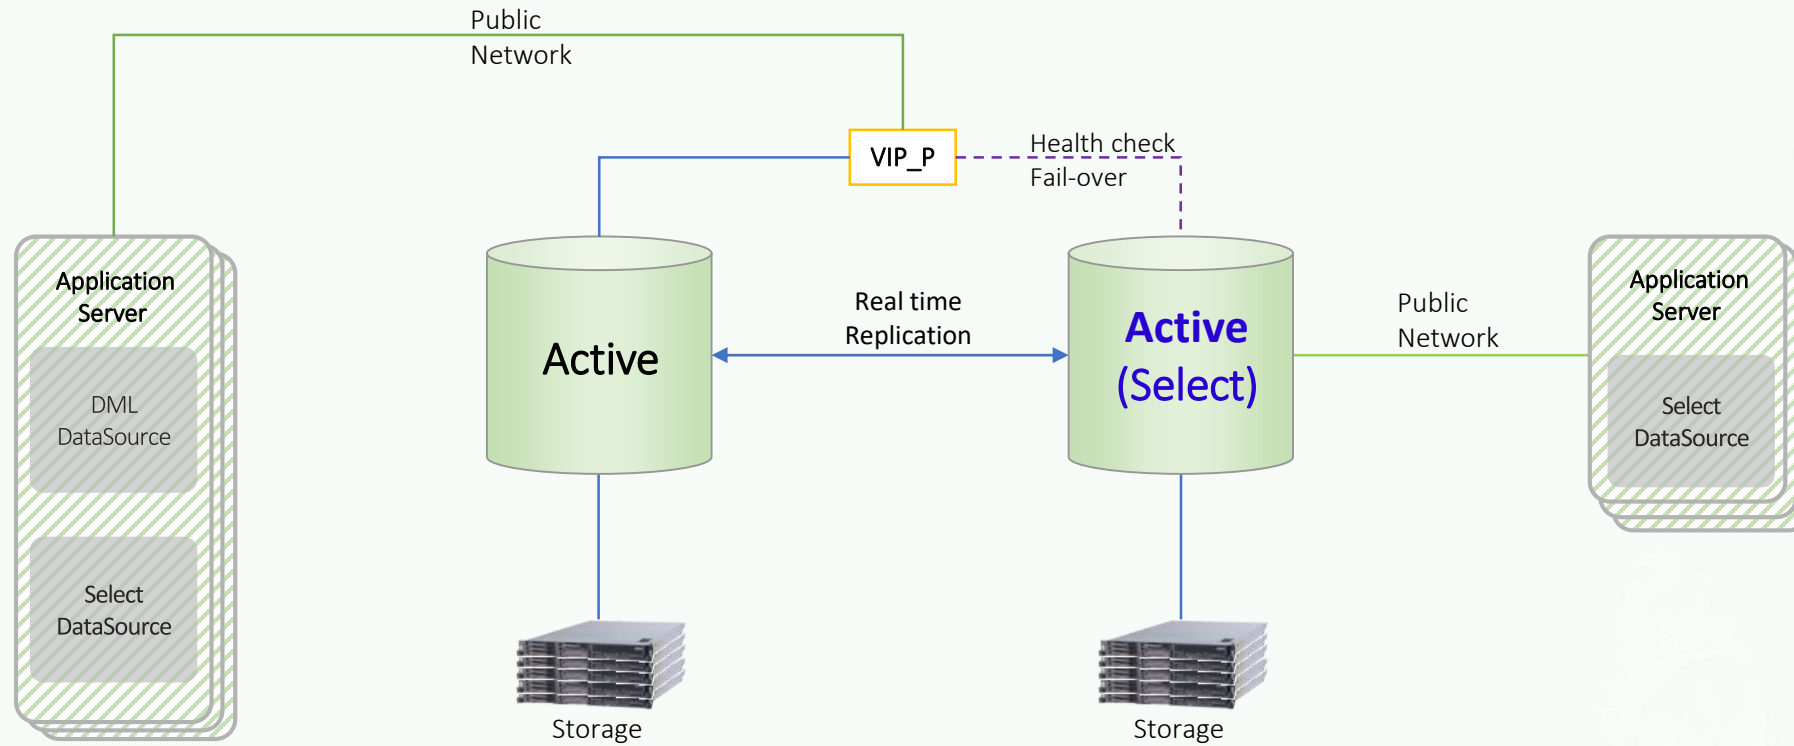 Public
Network
VIP_P
Health check
Fail-over
Application
Server
DML
DataSource
Select
DataSource
Active
Real time
Replication
Active
(Select)
Public
Network
Application
Server
Select
DataSource
Storage
Storage